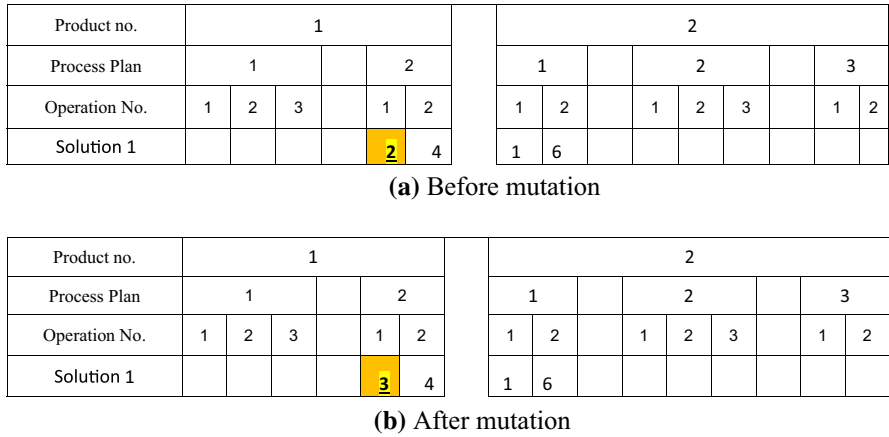 Product no. 1 2
Process Plan 1 2 1 2 3
Operation No. 1 2 3 1 2 1 2 1 2 3 1 2
Solution 1 2 4 1 6
(a) Before mutation
Product no. 1 2
Process Plan 1 2 1 2 3
Operation No. 1 2 3 1 2 1 2 1 2 3 1 2
Solution 1 3 4 1 6
(b) After mutation